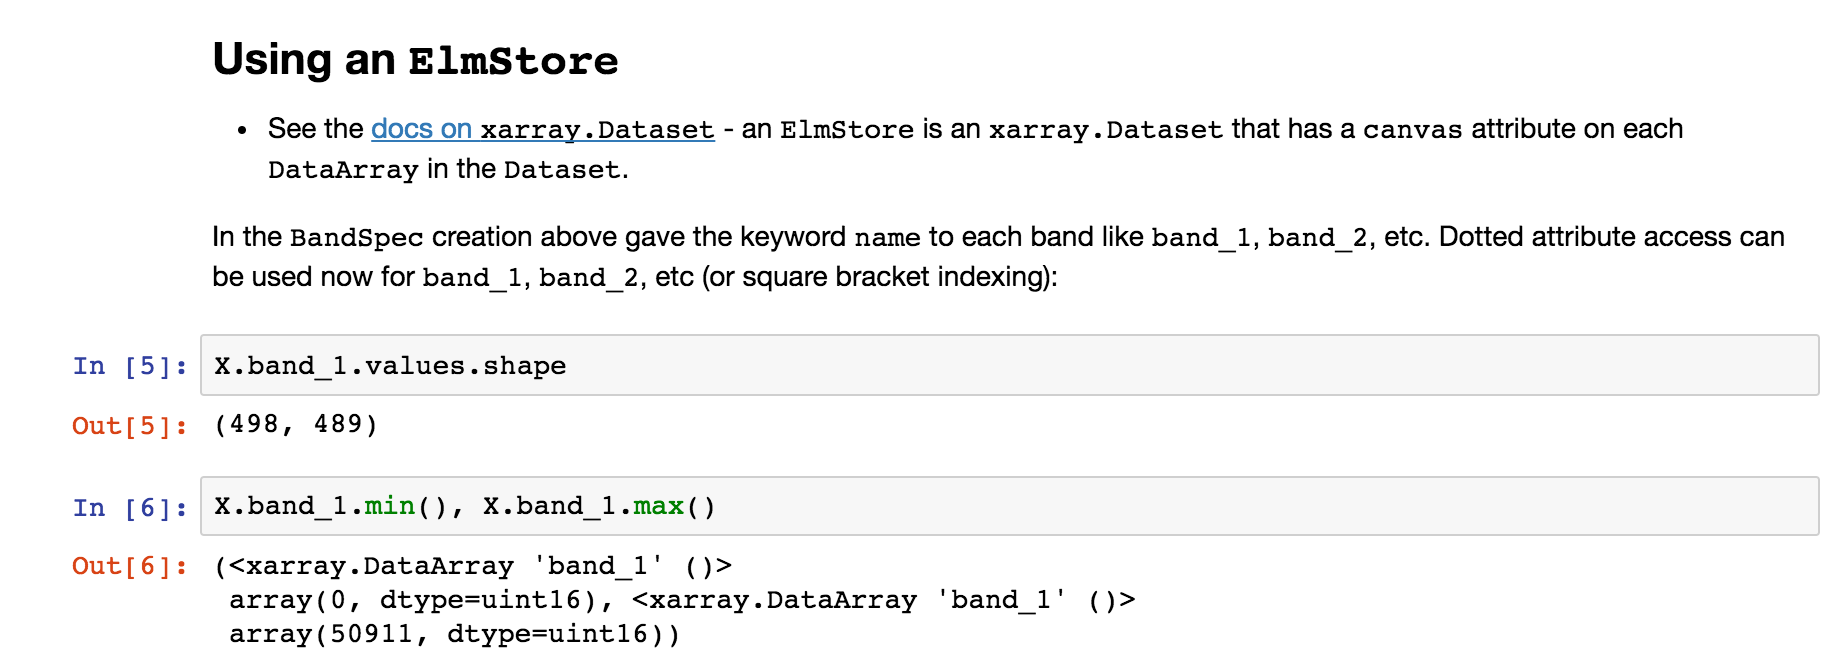 Using an ElmStore
• See the docs on xarray.Dataset - an ElmStore is an xarray.Dataset that has a canvas attribute on each
DataArray in the Dataset.
In the BandSpec creation above gave the keyword name to each band like band_1, band_2, etc. Dotted attribute access can
be used now for band_1, band_2, etc (or square bracket indexing):
In [5]: X.band_1.values.shape
Out[5]: (498, 489)
In [6]: X.band_1.min(), X.band_1.max()
Out[6]: (<xarray.DataArray 'band_1' ()>
array(0, dtype=uint16), <xarray.DataArray 'band_1' ()>
array(50911, dtype=uint16))